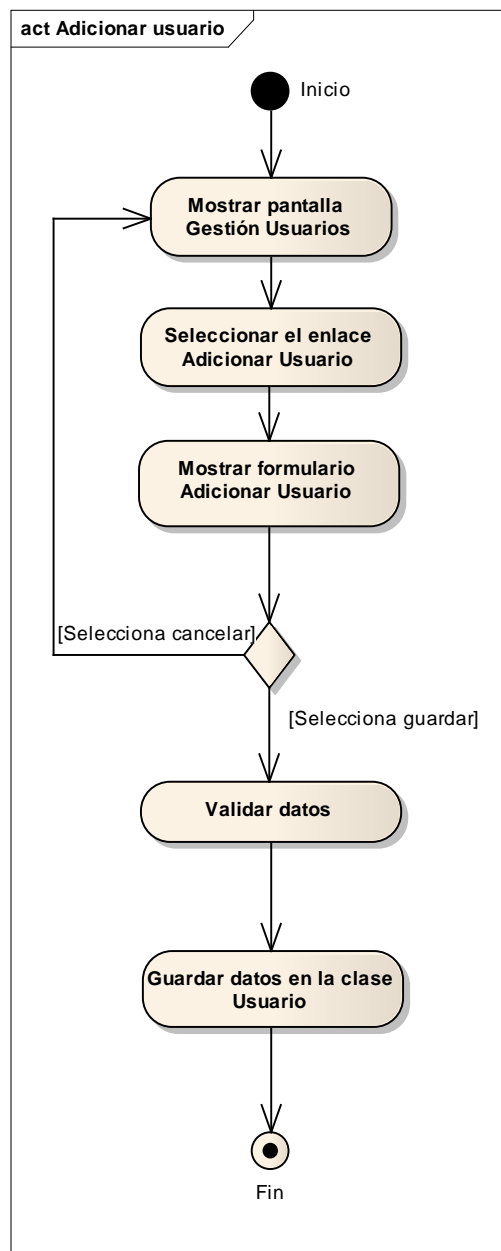 act Adicionar usuario
Inicio
Mostrar pantalla
Gestión Usuarios
Seleccionar el enlace
Adicionar Usuario
Mostrar formulario
Adicionar Usuario
[Selecciona cancelar]
[Selecciona guardar]
Validar datos
Guardar datos en la clase
Usuario
Fin